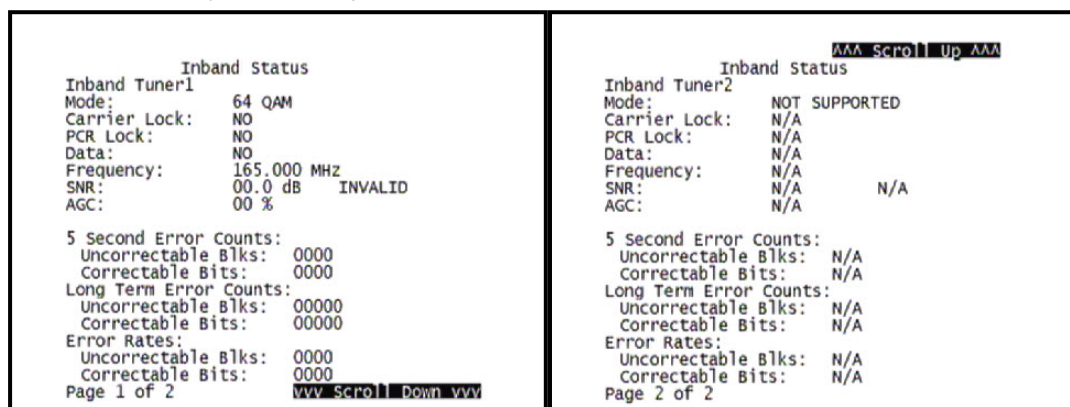 Inband Status
Inband Tuner1
Mode: 64 QAM
Carrier Lock: NO
PCR Lock: NO
Data: NO
Frequency: 165.000 MHz
SNR: 00.0 dB INVALID
AGC: 00 %
5 Second Error Counts:
Uncorrectable Blks: 0000
Correctable Bits: 0000
Long Term Error Counts:
Uncorrectable Blks: 00000
Correctable Bits: 00000
Error Rates:
Uncorrectable Blks: 0000
Correctable Bits: 0000
Page 1 of 2 vvv Scroll Down vvv
^^^ Scroll Up ^^^
Inband Status
Inband Tuner2
Mode: NOT SUPPORTED
Carrier Lock: N/A
PCR Lock: N/A
Data: N/A
Frequency: N/A
SNR: N/A N/A
AGC: N/A
5 Second Error Counts:
Uncorrectable Blks: N/A
Correctable Bits: N/A
Long Term Error Counts:
Uncorrectable Blks: N/A
Correctable Bits: N/A
Error Rates:
Uncorrectable Blks: N/A
Correctable Bits: N/A
Page 2 of 2